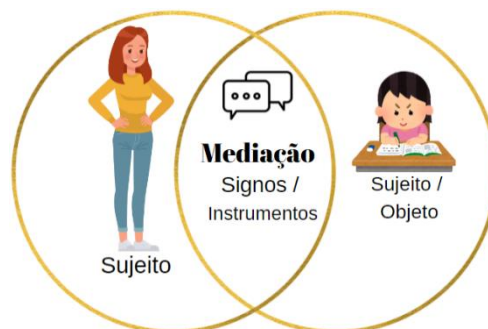 Mediação
Signos /
Instrumentos
Sujeito
Sujeito /
Objeto